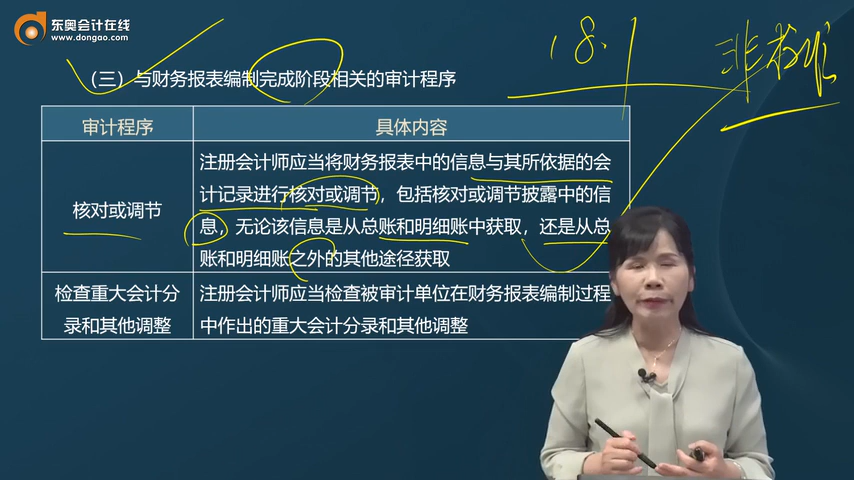 东奥会计在线
www.dongao.com
18.1
（三）与财务报表编制完成阶段相关的审计程序
审计程序
具体内容
核对或调节
注册会计师应当将财务报表中的信息与其所依据的会
计记录进行核对或调节，包括核对或调节披露中的信
息，无论该信息是从总账和明细账中获取，还是从总
账和明细账之外的其他途径获取
检查重大会计分
录和其他调整
注册会计师应当检查被审计单位在财务报表编制过程
中作出的重大会计分录和其他调整